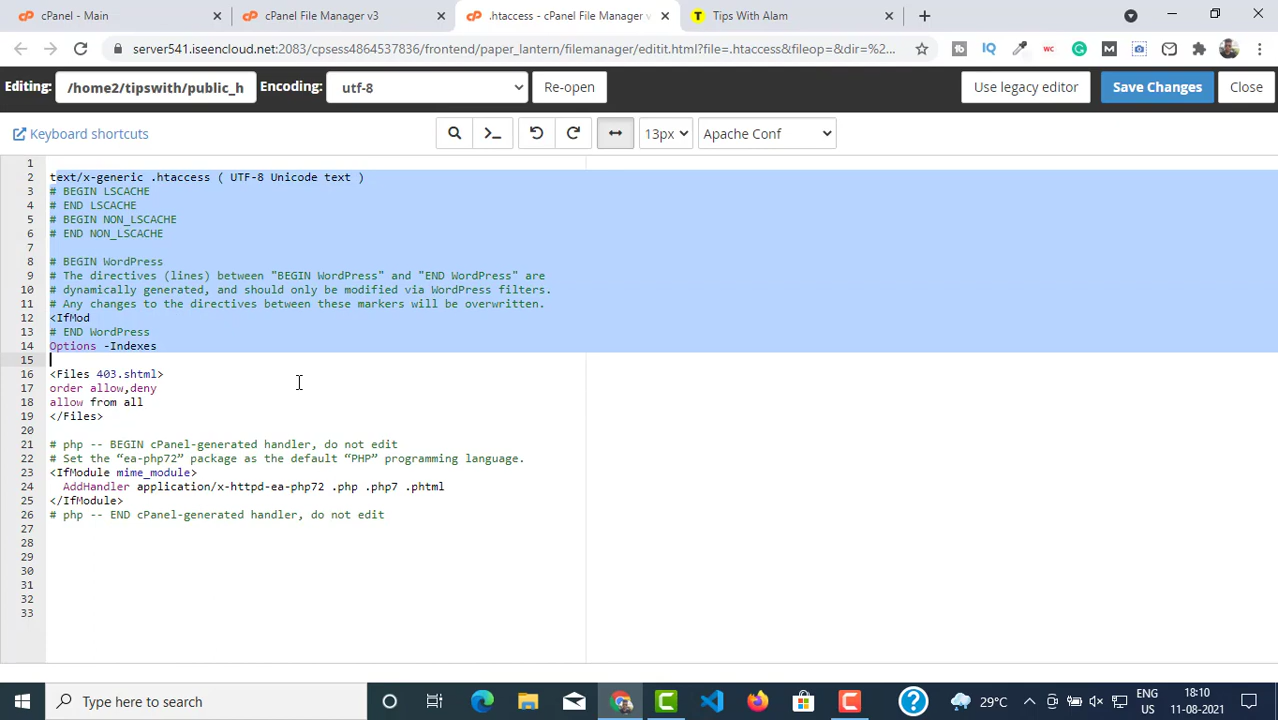 cPanel - Main
cPanel File Manager v3
.htaccess - cPanel File Manager v
Tips With Alam
server541.iseencloud.net:2083/cpsess4864537836/frontend/paper_lantern/filemanager/editit.html?file=.htaccess&fileop=&dir=%2...
Editing:
/home2/tipswith/public_h
Encoding:
utf-8
Re-open
Use legacy editor
Save Changes
Close
Keyboard shortcuts
13px
Apache Conf
1
2 text/x-generic .htaccess ( UTF-8 Unicode text )
3 # BEGIN LSCACHE
4 # END LSCACHE
5 # BEGIN NON_LSCACHE
6 # END NON_LSCACHE
7
8 # BEGIN WordPress
9 # The directives (lines) between "BEGIN WordPress" and "END WordPress" are
10 # dynamically generated, and should only be modified via WordPress filters.
11 # Any changes to the directives between these markers will be overwritten.
12 <IfMod
13 # END WordPress
14 Options -Indexes
15
16 <Files 403.shtml>
17 order allow,deny
18 allow from all
19 </Files>
20
21 # php -- BEGIN cPanel-generated handler, do not edit
22 # Set the “ea-php72” package as the default “PHP” programming language.
23 <IfModule mime_module>
24 AddHandler application/x-httpd-ea-php72 .php .php7 .phtml
25 </IfModule>
26 # php -- END cPanel-generated handler, do not edit
27
28
29
30
31
32
33
Type here to search
29°C
ENG
US
18:10
11-08-2021